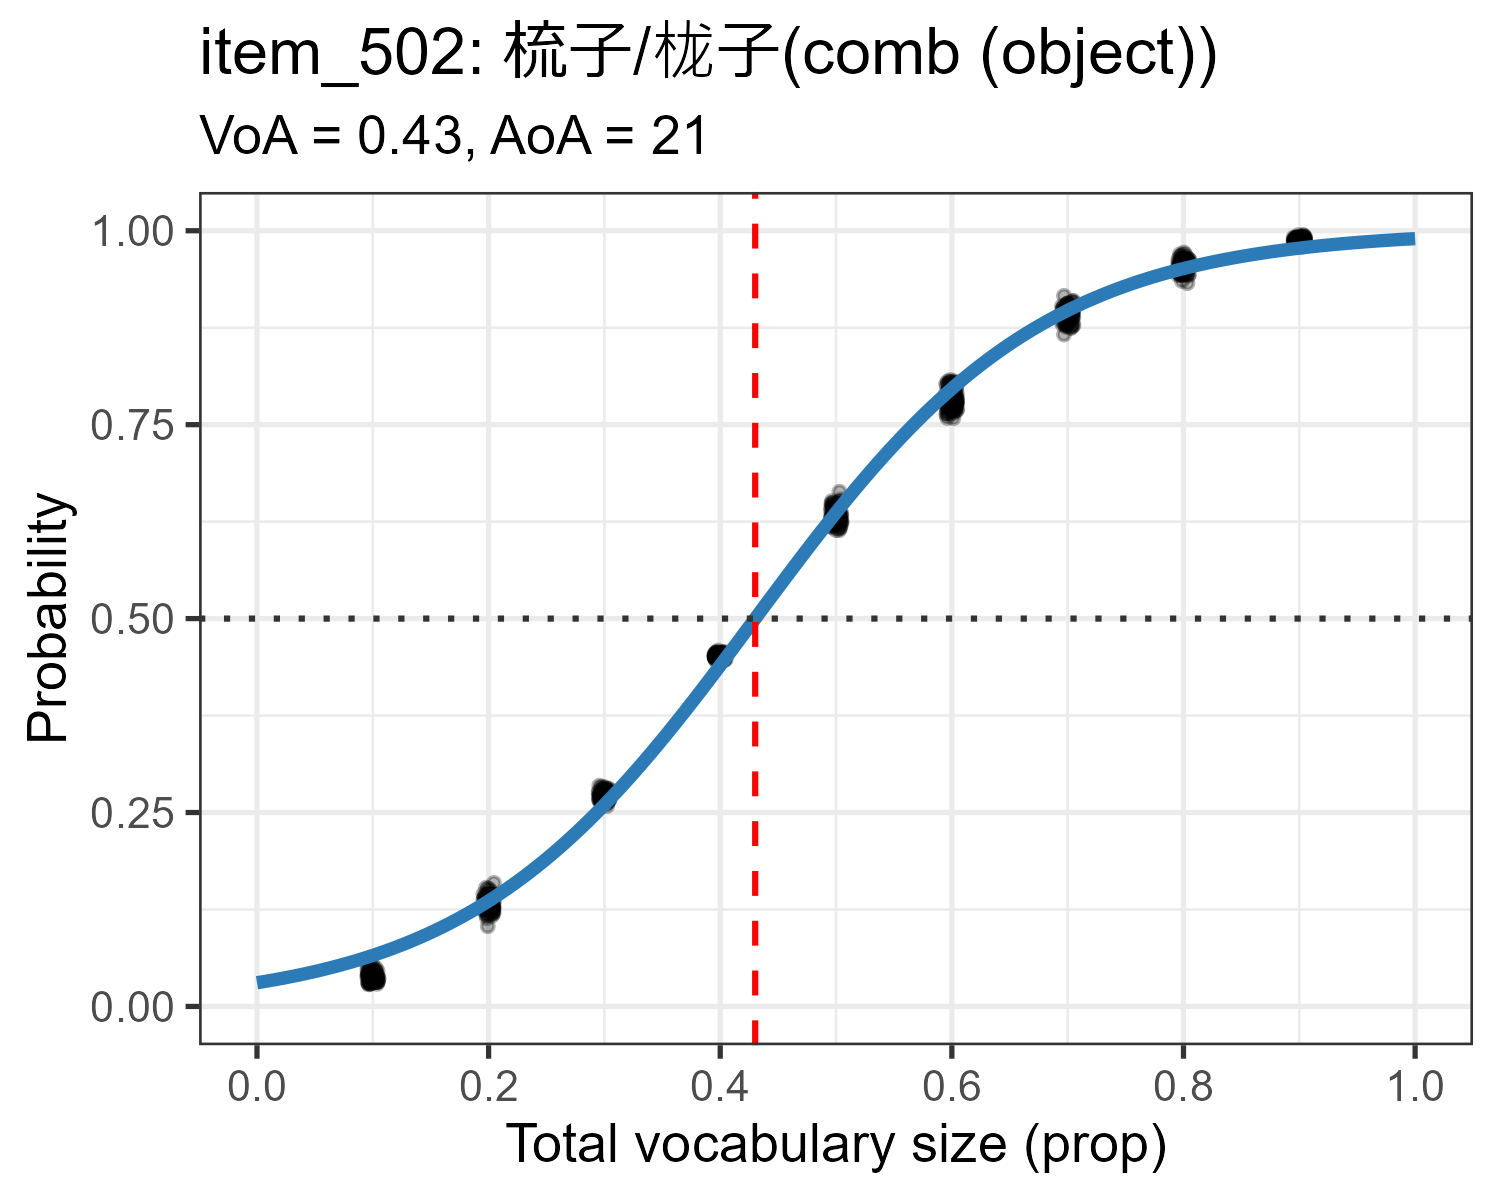 item_502: 梳子/栊子(comb (object))
VoA = 0.43, AoA = 21
1.00
0.75
0.50
0.25
0.00
Probability
0.0 0.2 0.4 0.6 0.8 1.0
Total vocabulary size (prop)